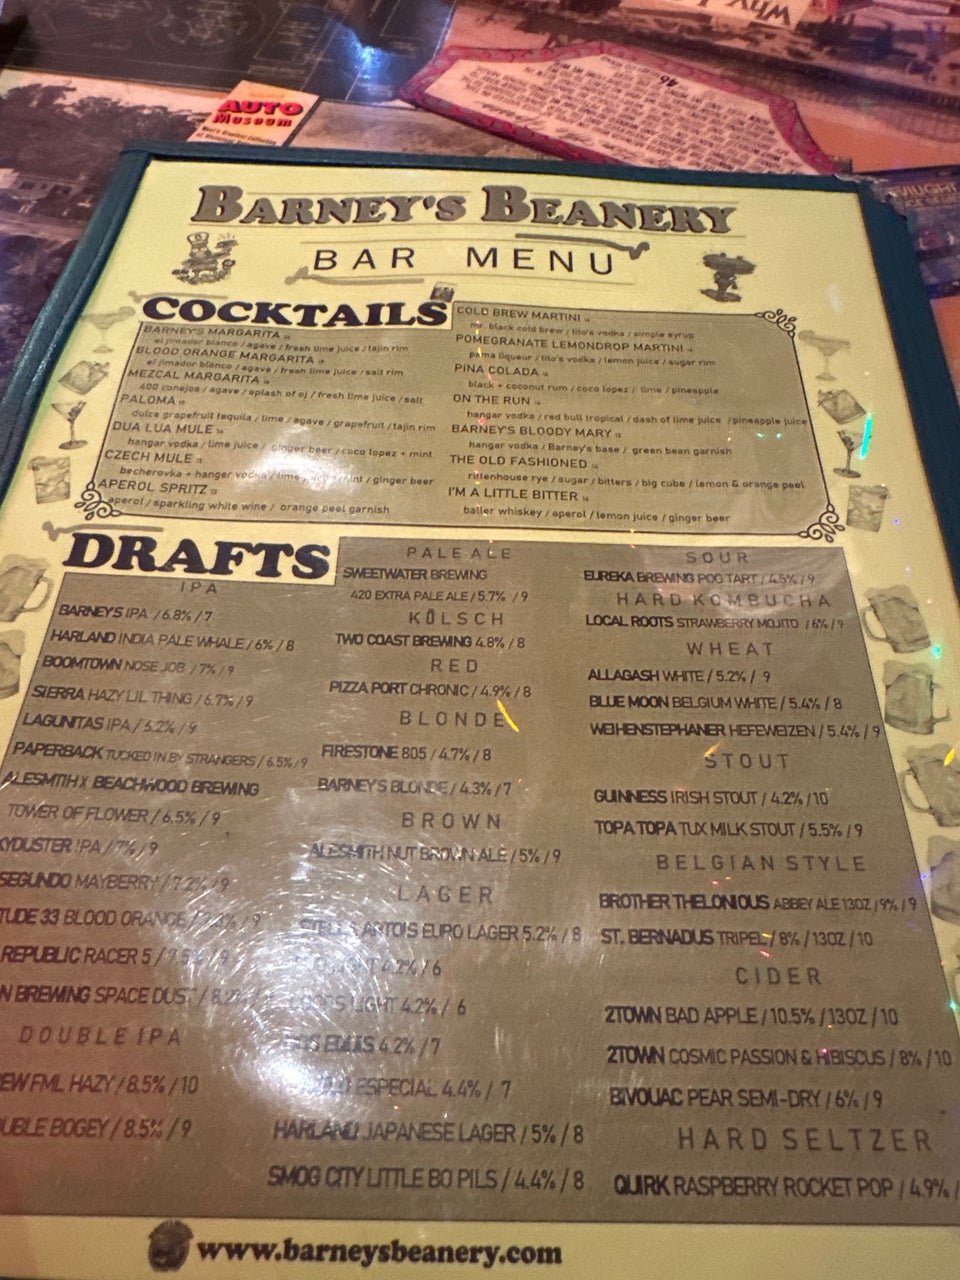 AUTO
Museum
46
BARNEY'S BEANERY
BAR MENU
COCKTAILS
BARNEY'S MARGARITA
el jimador blanco / agave / fresh lime juice / tajin rim
BLOOD ORANGE MARGARITA
el jimador blanco / agave / fresh lime juice / salt rim
MEZCAL MARGARITA
400 conejos / agave / splash of oj / fresh lime juice / salt
PALOMA
dulce grapefruit tequila / lime / agave / grapefruit / tajin rim
DUA LUA MULE
hangar vodka / lime juice / ginger beer / coco lopez + mint
CZECH MULE
becherovka + hanger vodka / lime juice / mint / ginger beer
APEROL SPRITZ
aperol / sparkling white wine / orange peel garnish
COLD BREW MARTINI
mr. black cold brew / tito's vodka / simple syrup
POMEGRANATE LEMONDROP MARTINI
pama liqueur / tito's vodka / lemon juice / sugar rim
PINA COLADA
black + coconut rum / coco lopez / lime / pineapple
ON THE RUN
hangar vodka / red bull tropical / dash of lime juice / pineapple juice
BARNEY'S BLOODY MARY
hangar vodka / Barney's base / green bean garnish
THE OLD FASHIONED
rittenhouse rye / sugar / bitters / big cube / lemon & orange peel
I'M A LITTLE BITTER
baller whiskey / aperol / lemon juice / ginger beer
DRAFTS
IPA
BARNEYS IPA / 6.8% / 7
HARLAND INDIA PALE WHALE / 6% / 8
BOOMTOWN NOSE JOB / 7% / 9
SIERRA HAZY LIL THING / 6.7% / 9
LAGUNITAS IPA / 6.2% / 9
PAPERBACK TUCKED IN BY STRANGERS / 6.5% / 9
ALESMITH X BEACHWOOD BREWING
TOWER OF FLOWER / 6.5% / 9
IPA / 7% / 9
SEGUNDO MAYBERRY / 7.2% / 9
33 BLOOD ORANGE / 9
REPUBLIC RACER 5 / 7.5% / 9
BREWING SPACE DUST / 8.2%
DOUBLE IPA
FML HAZY / 8.5% / 10
BOGEY / 8.5% / 9
PALE ALE
SWEETWATER BREWING
420 EXTRA PALE ALE / 5.7% / 9
KÖLSCH
TWO COAST BREWING 4.8% / 8
RED
PIZZA PORT CHRONIC / 4.9% / 8
BLONDE
FIRESTONE 805 / 4.7% / 8
BARNEY'S BLONDE / 4.3% / 7
BROWN
ALESMITH NUT BROWN ALE / 5% / 9
LAGER
STELLA ARTOIS EURO LAGER 5.2% / 8
4.2% / 6
LIGHT 4.2% / 6
4.2% / 7
ESPECIAL 4.4% / 7
HARLAND JAPANESE LAGER / 5% / 8
SMOG CITY LITTLE BO PILS / 4.4% / 8
SOUR
EUREKA BREWING POG TART / 4.5% / 9
HARD KOMBUCHA
LOCAL ROOTS STRAWBERRY MOJITO / 6% / 9
WHEAT
ALLAGASH WHITE / 5.2% / 9
BLUE MOON BELGIUM WHITE / 5.4% / 8
WEIHENSTEPHANER HEFEWEIZEN / 5.4% / 9
STOUT
GUINNESS IRISH STOUT / 4.2% / 10
TOPA TOPA TUX MILK STOUT / 5.5% / 9
BELGIAN STYLE
BROTHER THELONIOUS ABBEY ALE 13OZ / 9% / 9
ST. BERNADUS TRIPEL / 8% / 13OZ / 10
CIDER
2TOWN BAD APPLE / 10.5% / 13OZ / 10
2TOWN COSMIC PASSION & HIBISCUS / 8% / 10
BIVOUAC PEAR SEMI-DRY / 6% / 9
HARD SELTZER
QUIRK RASPBERRY ROCKET POP / 4.9% /
www.barneysbeanery.com